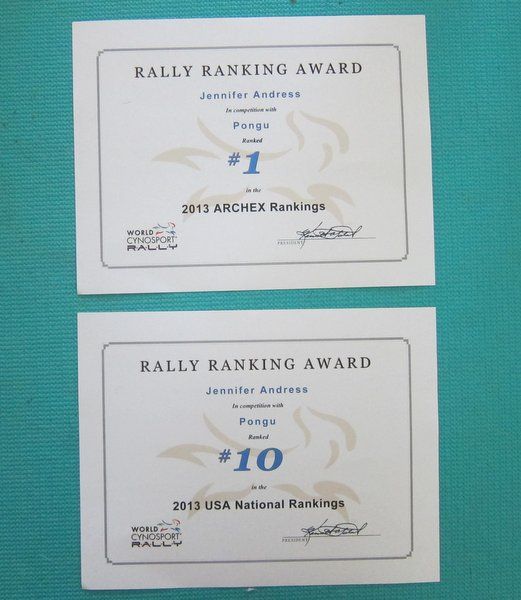 RALLY RANKING AWARD
Jennifer Andress
In competition with
Pongu
Ranked
#1
in the
2013 ARCHEX Rankings
WORLD
CYNOSPORT
RALLY
PRESIDENT
RALLY RANKING AWARD
Jennifer Andress
In competition with
Pongu
Ranked
#10
in the
2013 USA National Rankings
WORLD
CYNOSPORT
RALLY
PRESIDENT